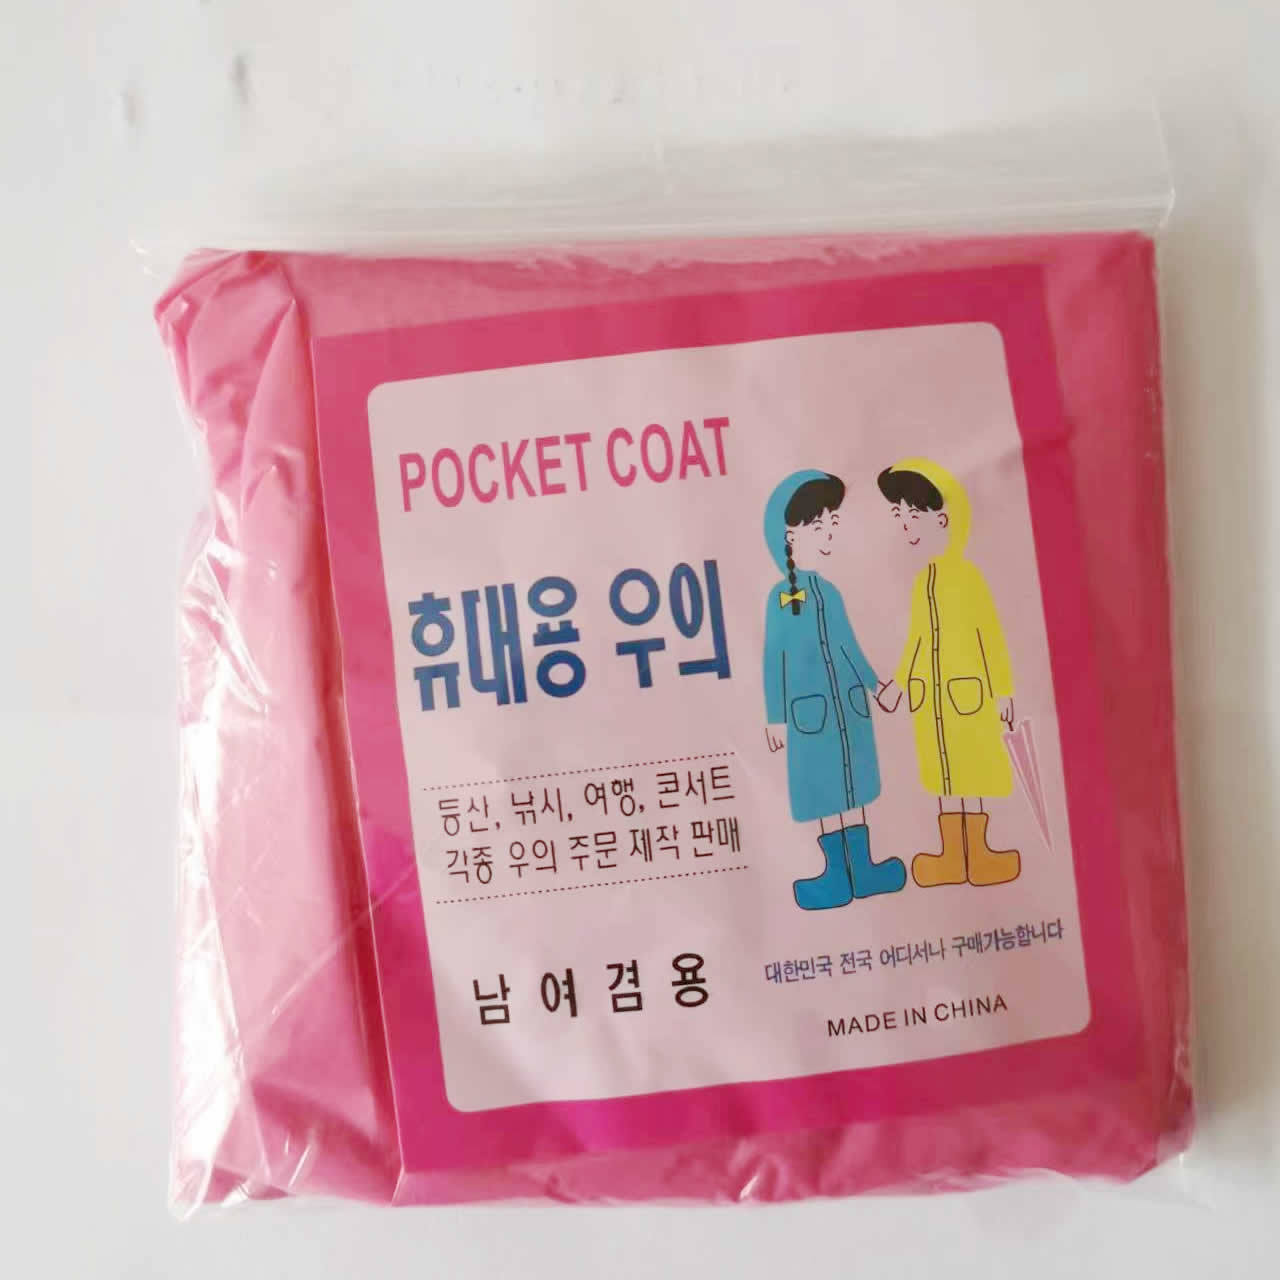 POCKET COAT
휴대용 우의
등산, 낚시, 여행, 콘서트
각종 우의 주문 제작 판매
남여겸용
대한민국 전국 어디서나 구매가능합니다
MADE IN CHINA